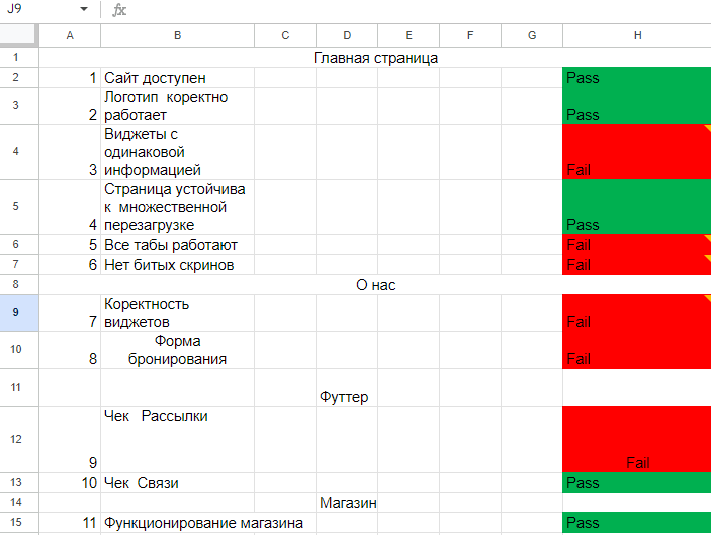 J9
fx
A B C D E F G H
1 Главная страница
2 1 Сайт доступен Pass
3 Логотип коректно
2 работает Pass
4 Виджеты с
одинаковой
3 информацией Fail
5 Страница устойчива
к множественной
4 перезагрузке Pass
6 5 Все табы работают Fail
7 6 Нет битых скринов Fail
8 О нас
9 Коректность
7 виджетов Fail
10 Форма
8 бронирования Fail
11 Футтер
12 Чек Рассылки
9 Fail
13 10 Чек Связи Pass
14 Магазин
15 11 Функционирование магазина Pass